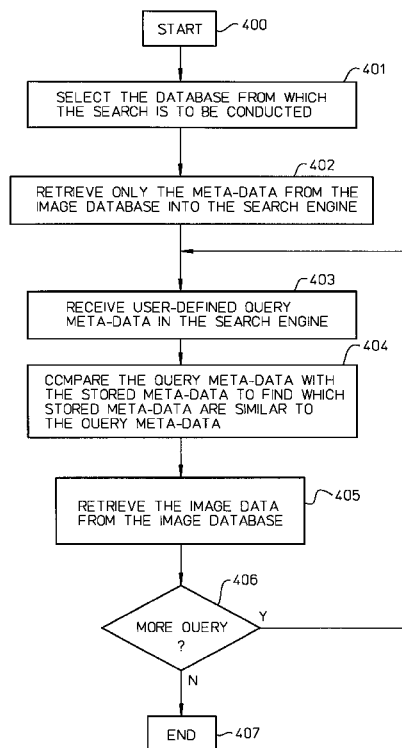 START
400
401
SELECT THE DATABASE FROM WHICH
THE SEARCH IS TO BE CONDUCTED
402
RETRIEVE ONLY THE META-DATA FROM THE
IMAGE DATABASE INTO THE SEARCH ENGINE
403
RECEIVE USER-DEFINED QUERY
META-DATA IN THE SEARCH ENGINE
404
COMPARE THE QUERY META-DATA WITH
THE STORED META-DATA TO FIND WHICH
STORED META-DATA ARE SIMILAR TO
THE QUERY META-DATA
RETRIEVE THE IMAGE DATA
FROM THE IMAGE DATABASE
405
406
MORE QUERY
?
Y
N
END
407